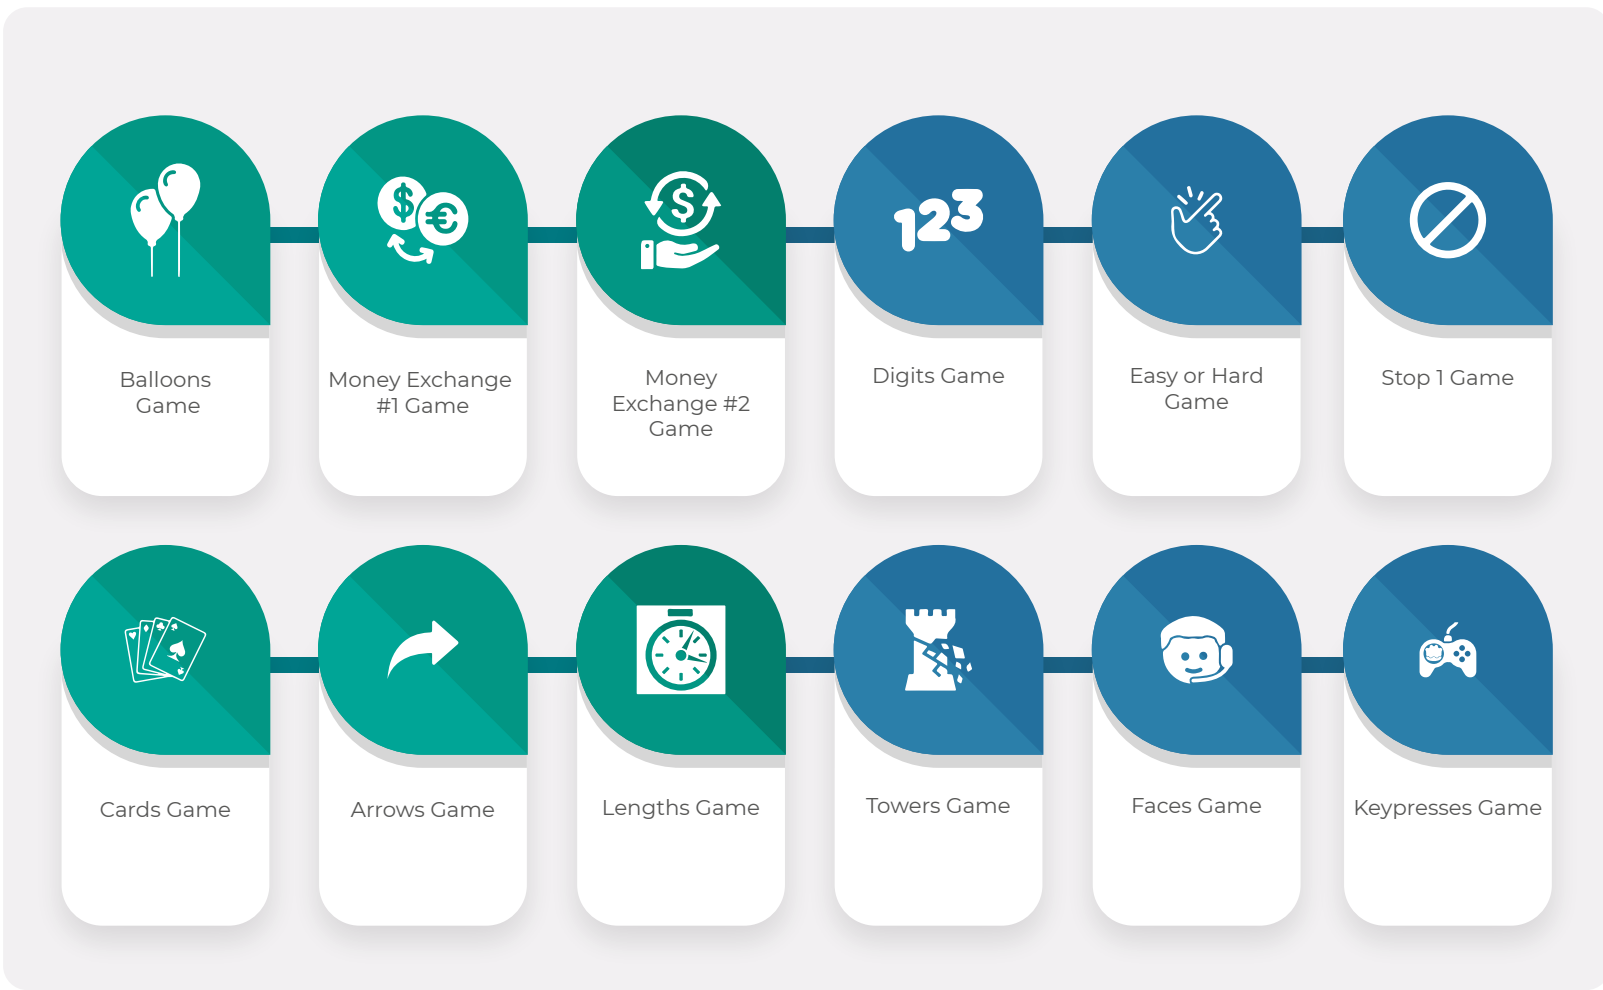 123
Balloons
Game
Money Exchange
#1 Game
Money
Exchange #2
Game
Digits Game
Easy or Hard
Game
Stop 1 Game
Cards Game
Arrows Game
Lengths Game
Towers Game
Faces Game
Keypresses Game